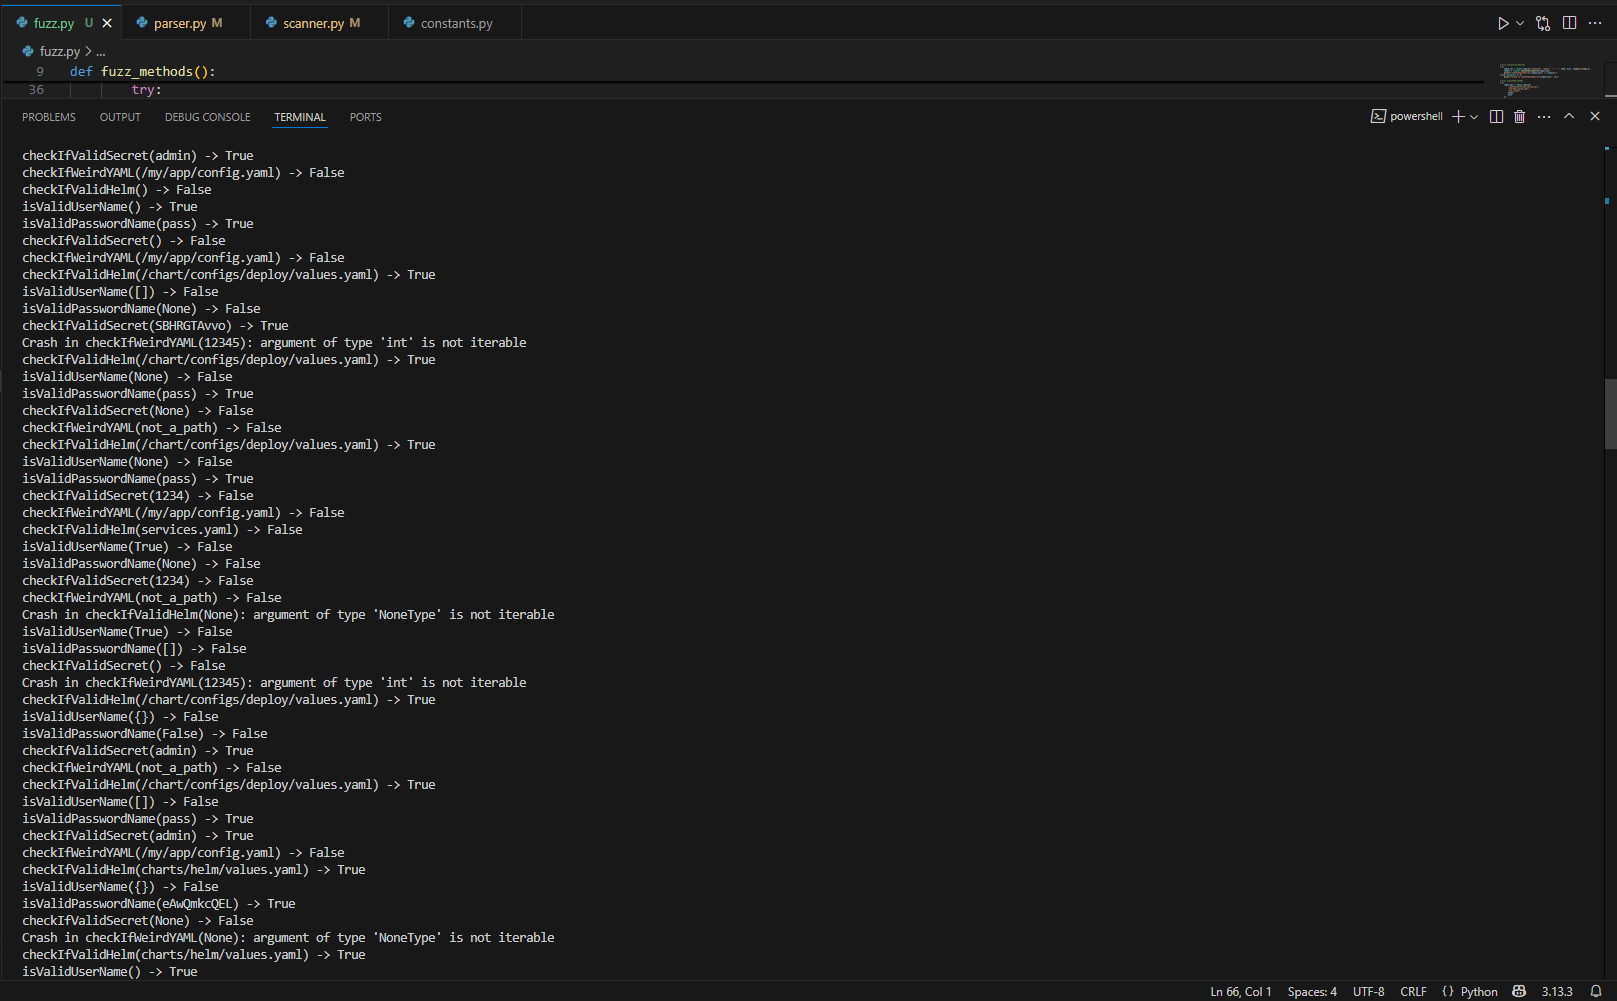 fuzz.py U parser.py M scanner.py M constants.py
fuzz.py > ...
9 def fuzz_methods():
36 try:
PROBLEMS OUTPUT DEBUG CONSOLE TERMINAL PORTS powershell
checkIfValidSecret(admin) -> True
checkIfWeirdYAML(/my/app/config.yaml) -> False
checkIfValidHelm() -> False
isValidUserName() -> True
isValidPasswordName(pass) -> True
checkIfValidSecret() -> False
checkIfWeirdYAML(/my/app/config.yaml) -> False
checkIfValidHelm(/chart/configs/deploy/values.yaml) -> True
isValidUserName([]) -> False
isValidPasswordName(None) -> False
checkIfValidSecret(SBHRGTAvvo) -> True
Crash in checkIfWeirdYAML(12345): argument of type 'int' is not iterable
checkIfValidHelm(/chart/configs/deploy/values.yaml) -> True
isValidUserName(None) -> False
isValidPasswordName(pass) -> True
checkIfValidSecret(None) -> False
checkIfWeirdYAML(not_a_path) -> False
checkIfValidHelm(/chart/configs/deploy/values.yaml) -> True
isValidUserName(None) -> False
isValidPasswordName(pass) -> True
checkIfValidSecret(1234) -> False
checkIfWeirdYAML(/my/app/config.yaml) -> False
checkIfValidHelm(services.yaml) -> False
isValidUserName(True) -> False
isValidPasswordName(None) -> False
checkIfValidSecret(1234) -> False
checkIfWeirdYAML(not_a_path) -> False
Crash in checkIfValidHelm(None): argument of type 'NoneType' is not iterable
isValidUserName(True) -> False
isValidPasswordName([]) -> False
checkIfValidSecret() -> False
Crash in checkIfWeirdYAML(12345): argument of type 'int' is not iterable
checkIfValidHelm(/chart/configs/deploy/values.yaml) -> True
isValidUserName({}) -> False
isValidPasswordName(False) -> False
checkIfValidSecret(admin) -> True
checkIfWeirdYAML(not_a_path) -> False
checkIfValidHelm(/chart/configs/deploy/values.yaml) -> True
isValidUserName([]) -> False
isValidPasswordName(pass) -> True
checkIfValidSecret(admin) -> True
checkIfWeirdYAML(/my/app/config.yaml) -> False
checkIfValidHelm(charts/helm/values.yaml) -> True
isValidUserName({}) -> False
isValidPasswordName(eAwQmkcQEL) -> True
checkIfValidSecret(None) -> False
Crash in checkIfWeirdYAML(None): argument of type 'NoneType' is not iterable
checkIfValidHelm(charts/helm/values.yaml) -> True
isValidUserName() -> True
Ln 66, Col 1 Spaces: 4 UTF-8 CRLF {} Python 3.13.3